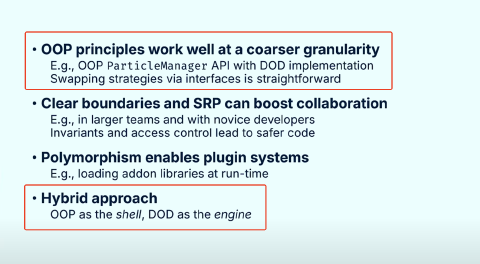 • OOP principles work well at a coarser granularity
E.g., OOP ParticleManager API with DOD implementation
Swapping strategies via interfaces is straightforward
• Clear boundaries and SRP can boost collaboration
E.g., in larger teams and with novice developers
Invariants and access control lead to safer code
• Polymorphism enables plugin systems
E.g., loading addon libraries at run-time
• Hybrid approach
OOP as the shell, DOD as the engine